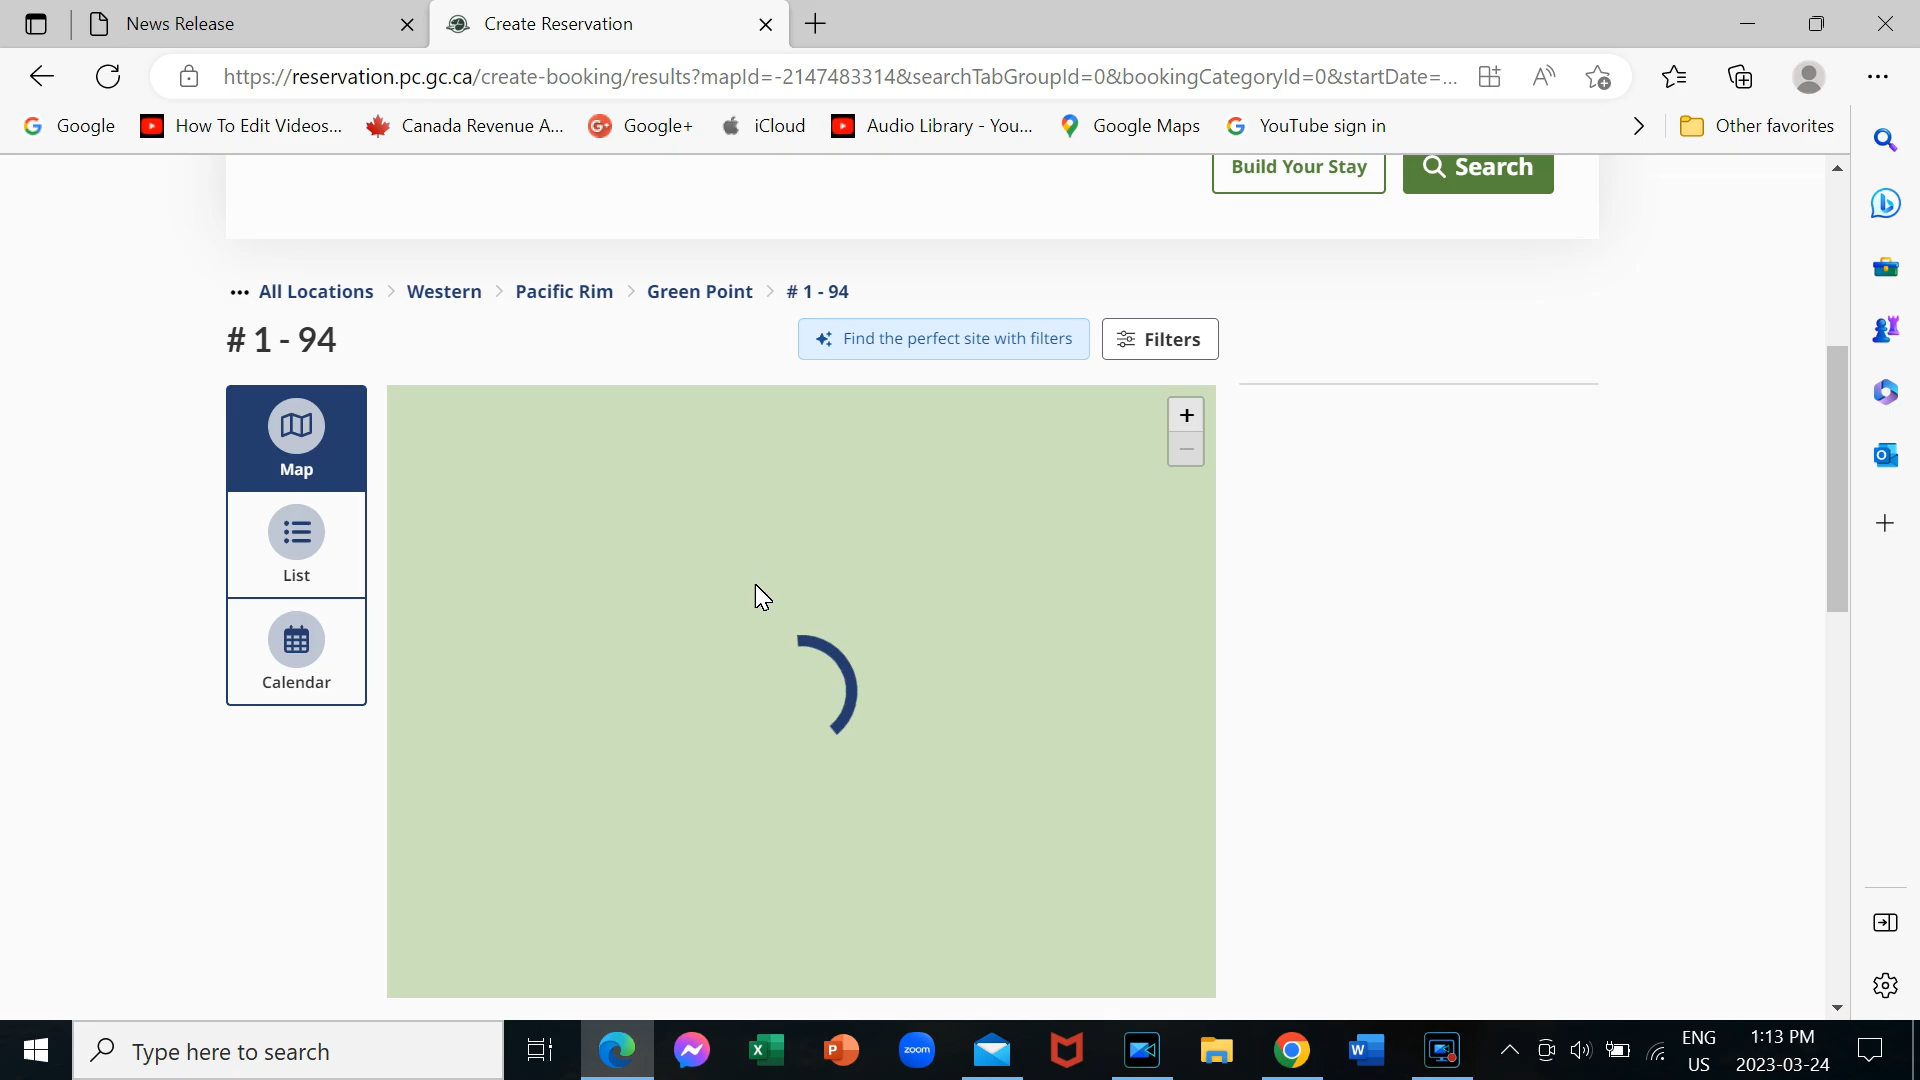 News Release
Create Reservation
https://reservation.pc.gc.ca/create-booking/results?mapId=-2147483314&searchTabGroupId=0&bookingCategoryId=0&startDate=...
Google
How To Edit Videos...
Canada Revenue A...
Google+
iCloud
Audio Library - You...
Google Maps
YouTube sign in
Other favorites
Build Your Stay
Search
... All Locations > Western > Pacific Rim > Green Point > # 1 - 94
# 1 - 94
Find the perfect site with filters
Filters
Map
+
−
List
Calendar
Type here to search
zoom
ENG
US
1:13 PM
2023-03-24